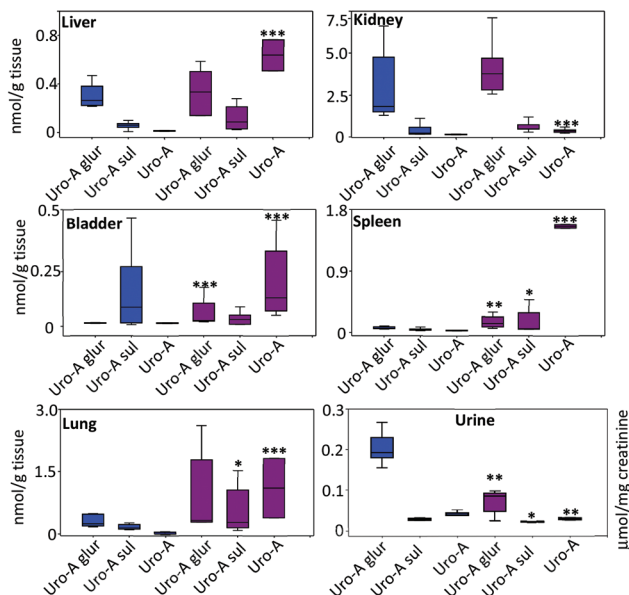 Liver
nmol/g tissue
0.8
0.4
0
***
Uro-A glur
Uro-A sul
Uro-A
Uro-A glur
Uro-A sul
Uro-A
Kidney
7.5
5.0
2.5
0
***
Uro-A glur
Uro-A sul
Uro-A
Uro-A glur
Uro-A sul
Uro-A
Bladder
nmol/g tissue
0.5
0.25
0
***
***
Uro-A glur
Uro-A sul
Uro-A
Uro-A glur
Uro-A sul
Uro-A
Spleen
1.8
0.9
0
**
*
***
Uro-A glur
Uro-A sul
Uro-A
Uro-A glur
Uro-A sul
Uro-A
Lung
nmol/g tissue
3.0
1.5
0
*
***
Uro-A glur
Uro-A sul
Uro-A
Uro-A glur
Uro-A sul
Uro-A
Urine
0.3
0.2
0.1
0
**
*
**
µmol/mg creatinine
Uro-A glur
Uro-A sul
Uro-A
Uro-A glur
Uro-A sul
Uro-A